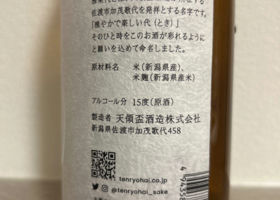 佐渡市加茂歌代を発祥とする名字です。
「雅やかで楽しい代（とき）」
そのひと時をこのお酒が彩れるようにと
願いを込めて命名しました。
原材料名 米（新潟県産）、
米麹（新潟県産米）
アルコール分 15度（原酒）
製造者 天領盃酒造株式会社
新潟県佐渡市加茂歌代458
tenryohai.co.jp
@tenryohai_sake